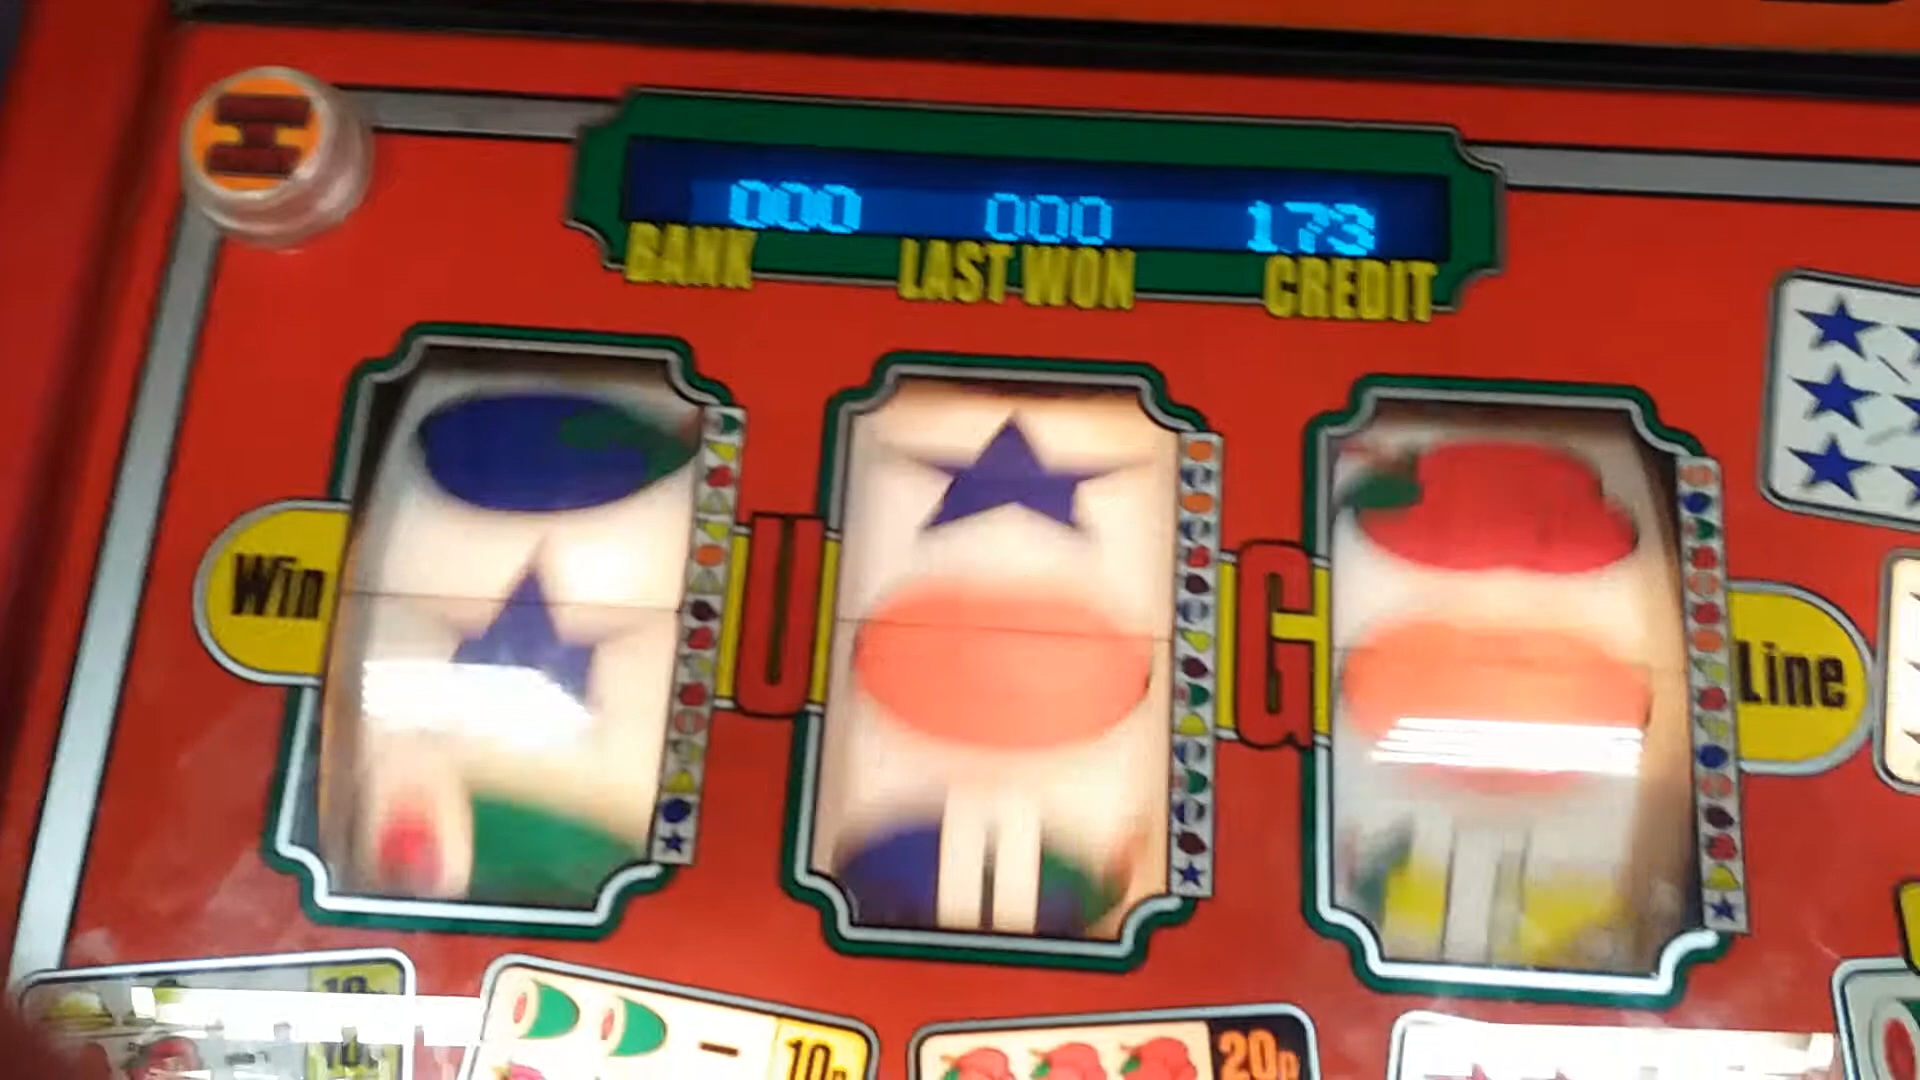 000 000 173
BANK LAST WON CREDIT
Win U G Line
10p
20p